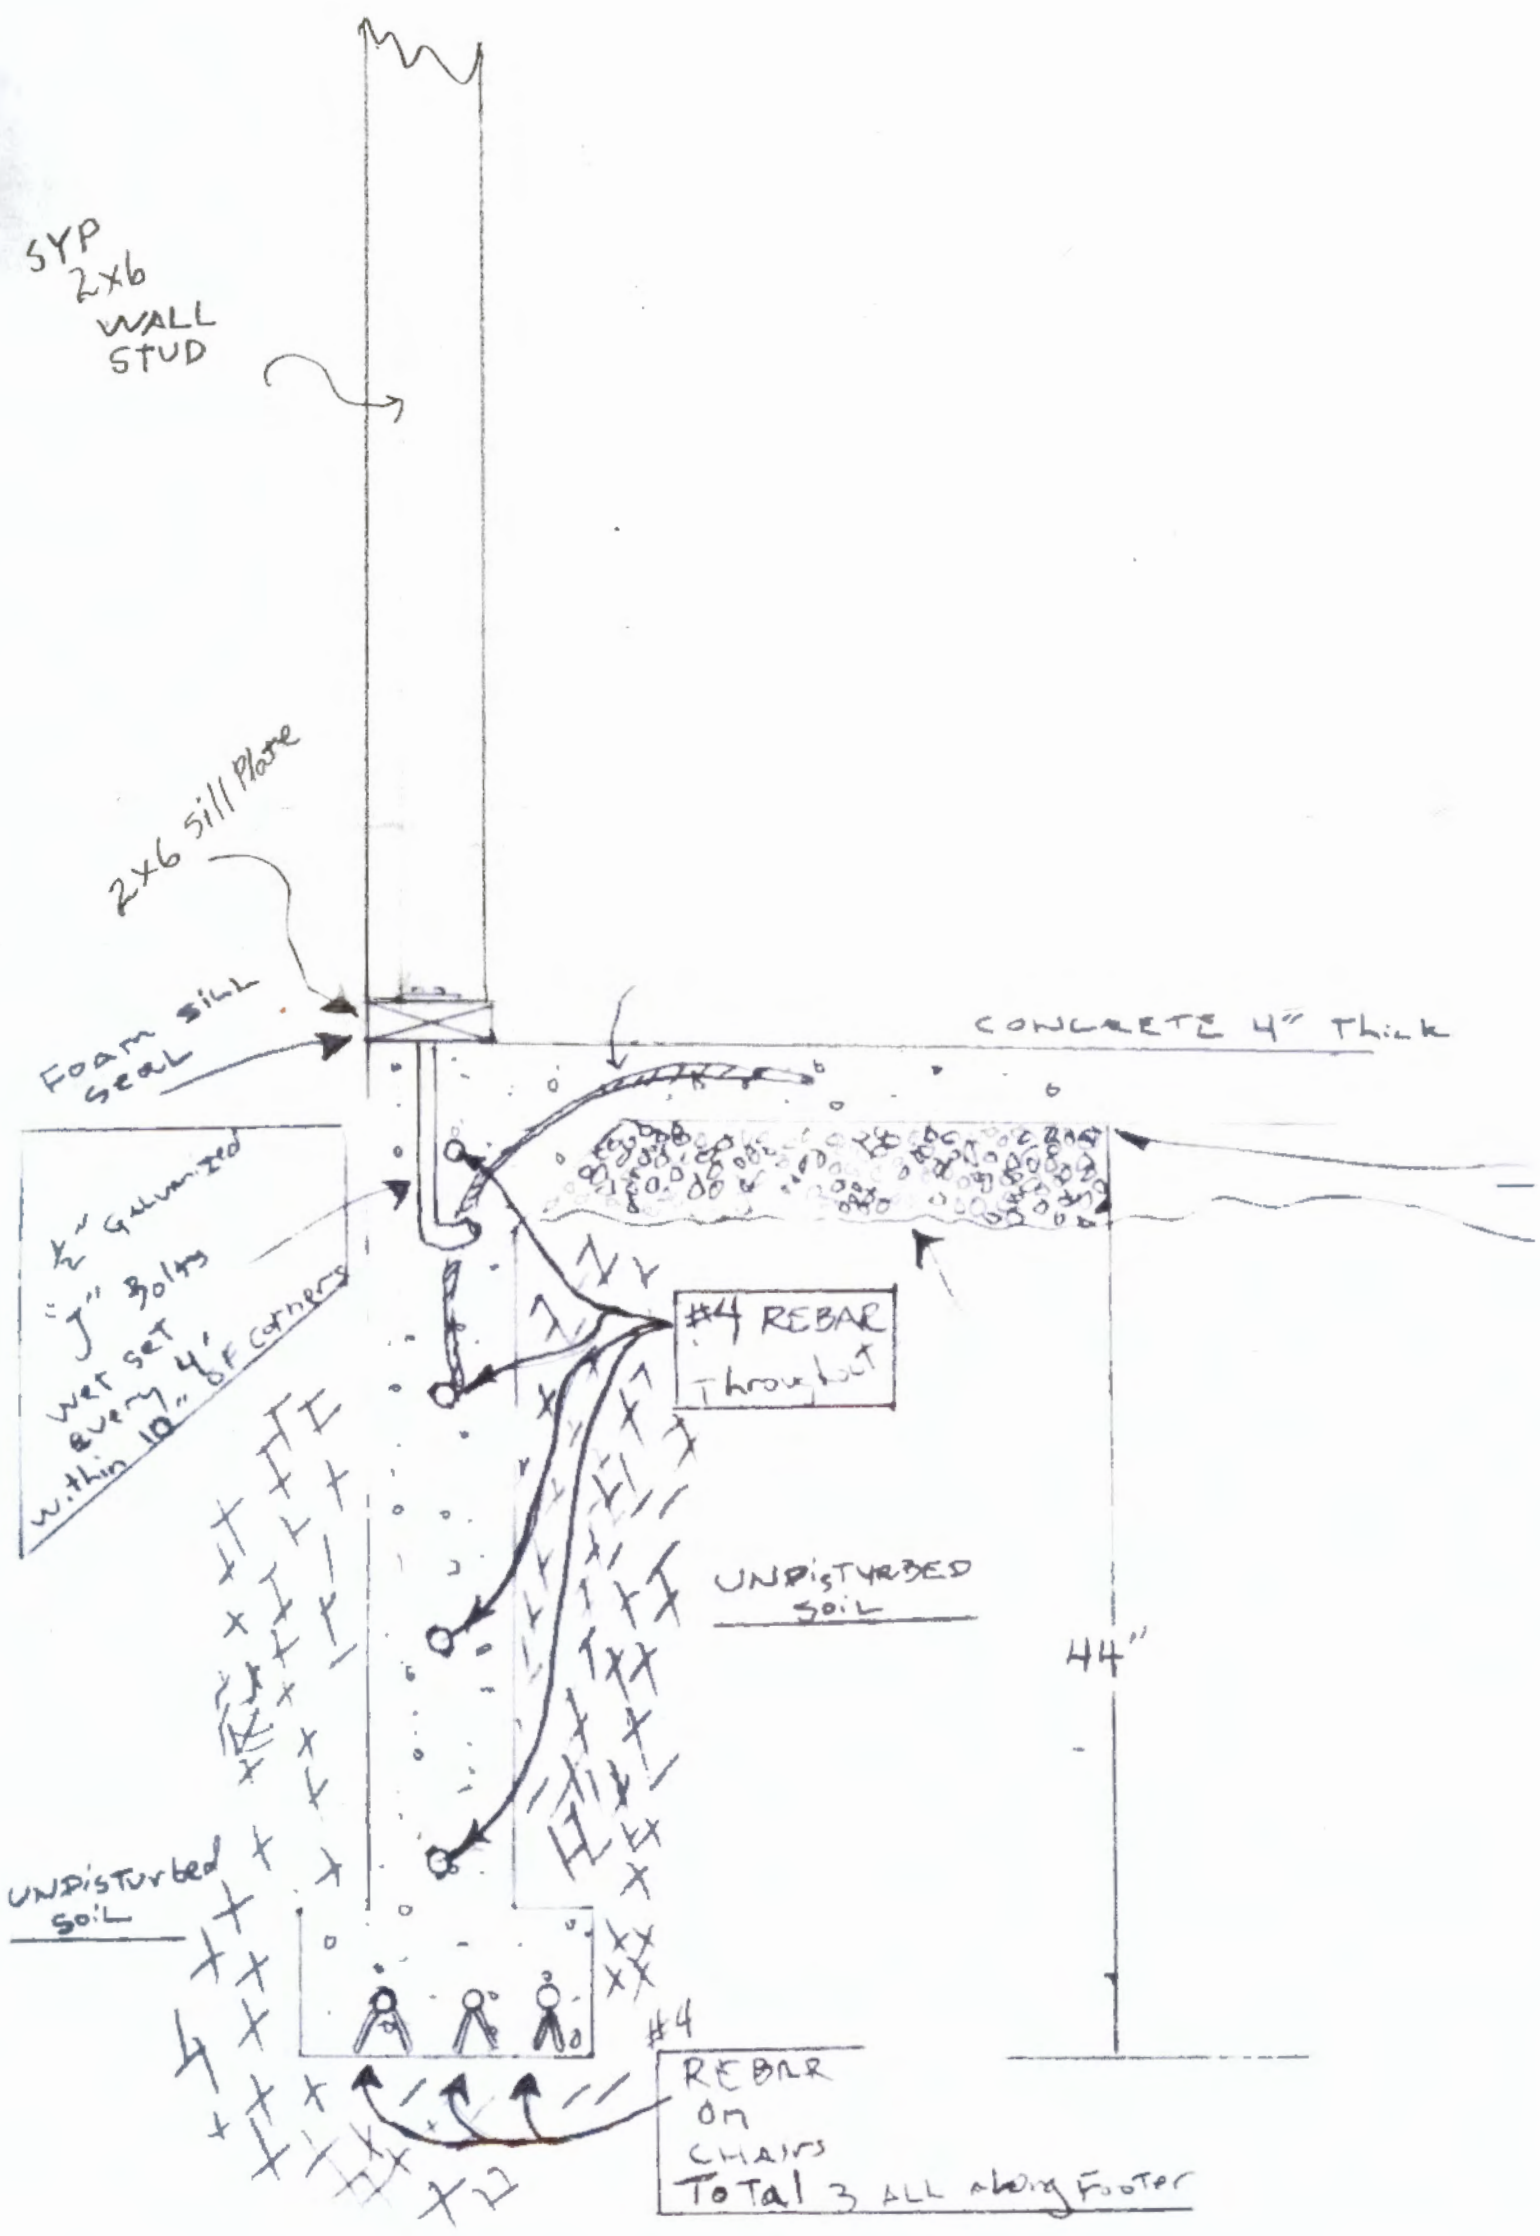 SYP
2x6
WALL
STUD
2x6 sill Plate
Foam SILL
SEAL
CONCRETE 4" Thick
1/2" Galvanized
"J" Bolts
wet set
every 4'
within 10" OF Corners
#4 REBAR
Throughout
UNDISTURBED
SOIL
44"
UNDISTurbed
SOIL
#4
REBAR
On
CHAIrs
ToTal 3 ALL along FooTer